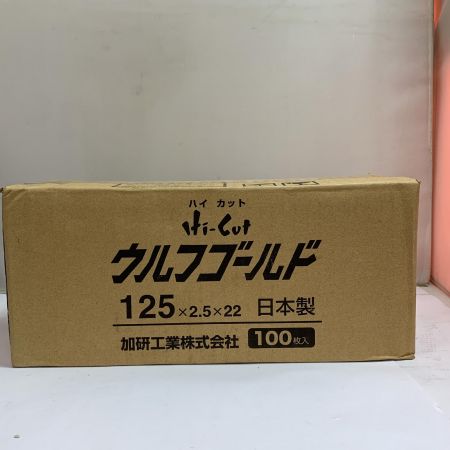 ハイ カット
Hi-Cut
ウルフゴールド
125×2.5×22 日本製
加研工業株式会社 100枚入